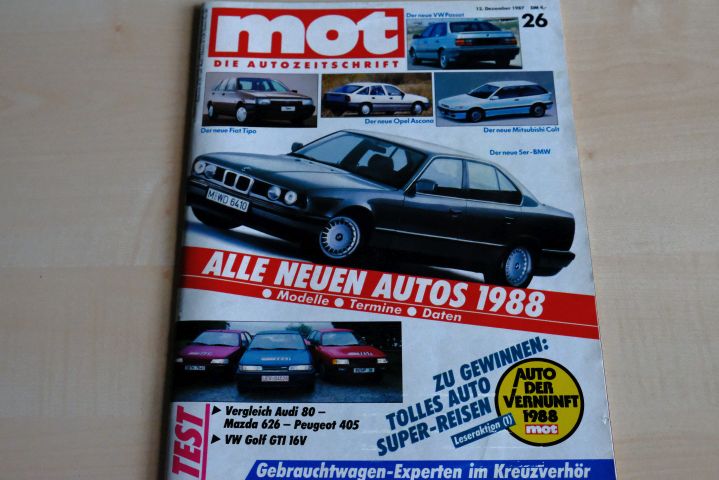 mot
DIE AUTOZEITSCHRIFT
Der neue VW Passat
12. Dezember 1987 DM 4,-
26
Der neue Fiat Tipo
Der neue Opel Ascona
Der neue Mitsubishi Colt
Der neue 5er-BMW
M·WD 6410
ALLE NEUEN AUTOS 1988
• Modelle • Termine • Daten
TEST
▶ Vergleich Audi 80 –
Mazda 626 – Peugeot 405
▶ VW Golf GTI 16V
ZU GEWINNEN:
TOLLES AUTO
SUPER-REISEN
Leseraktion (1)
AUTO
DER
VERNUNFT
1988
mot
Gebrauchtwagen-Experten im Kreuzverhör